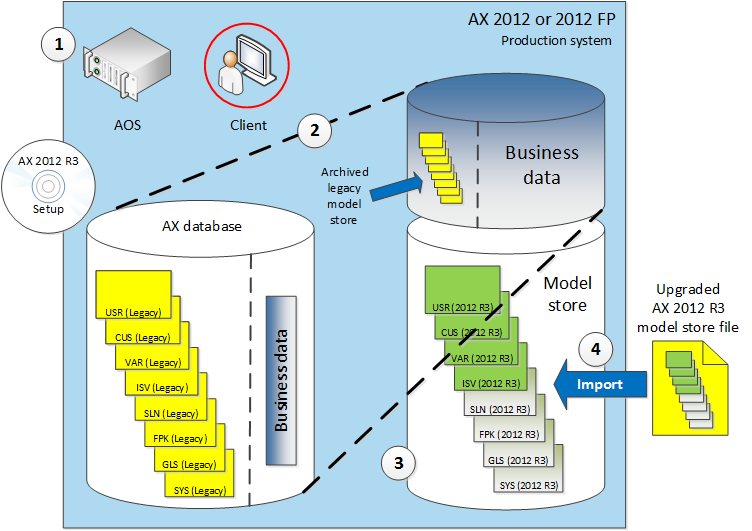 AX 2012 or 2012 FP
Production system
1
AOS
Client
2
AX 2012 R3
Setup
Archived
legacy
model
store
Business
data
AX database
USR (Legacy)
CUS (Legacy)
VAR (Legacy)
ISV (Legacy)
SLN (Legacy)
FPK (Legacy)
GLS (Legacy)
SYS (Legacy)
Business data
Model
store
USR (2012 R3)
CUS (2012 R3)
VAR (2012 R3)
ISV (2012 R3)
SLN (2012 R3)
FPK (2012 R3)
GLS (2012 R3)
SYS (2012 R3)
3
4
Import
Upgraded
AX 2012 R3
model store file